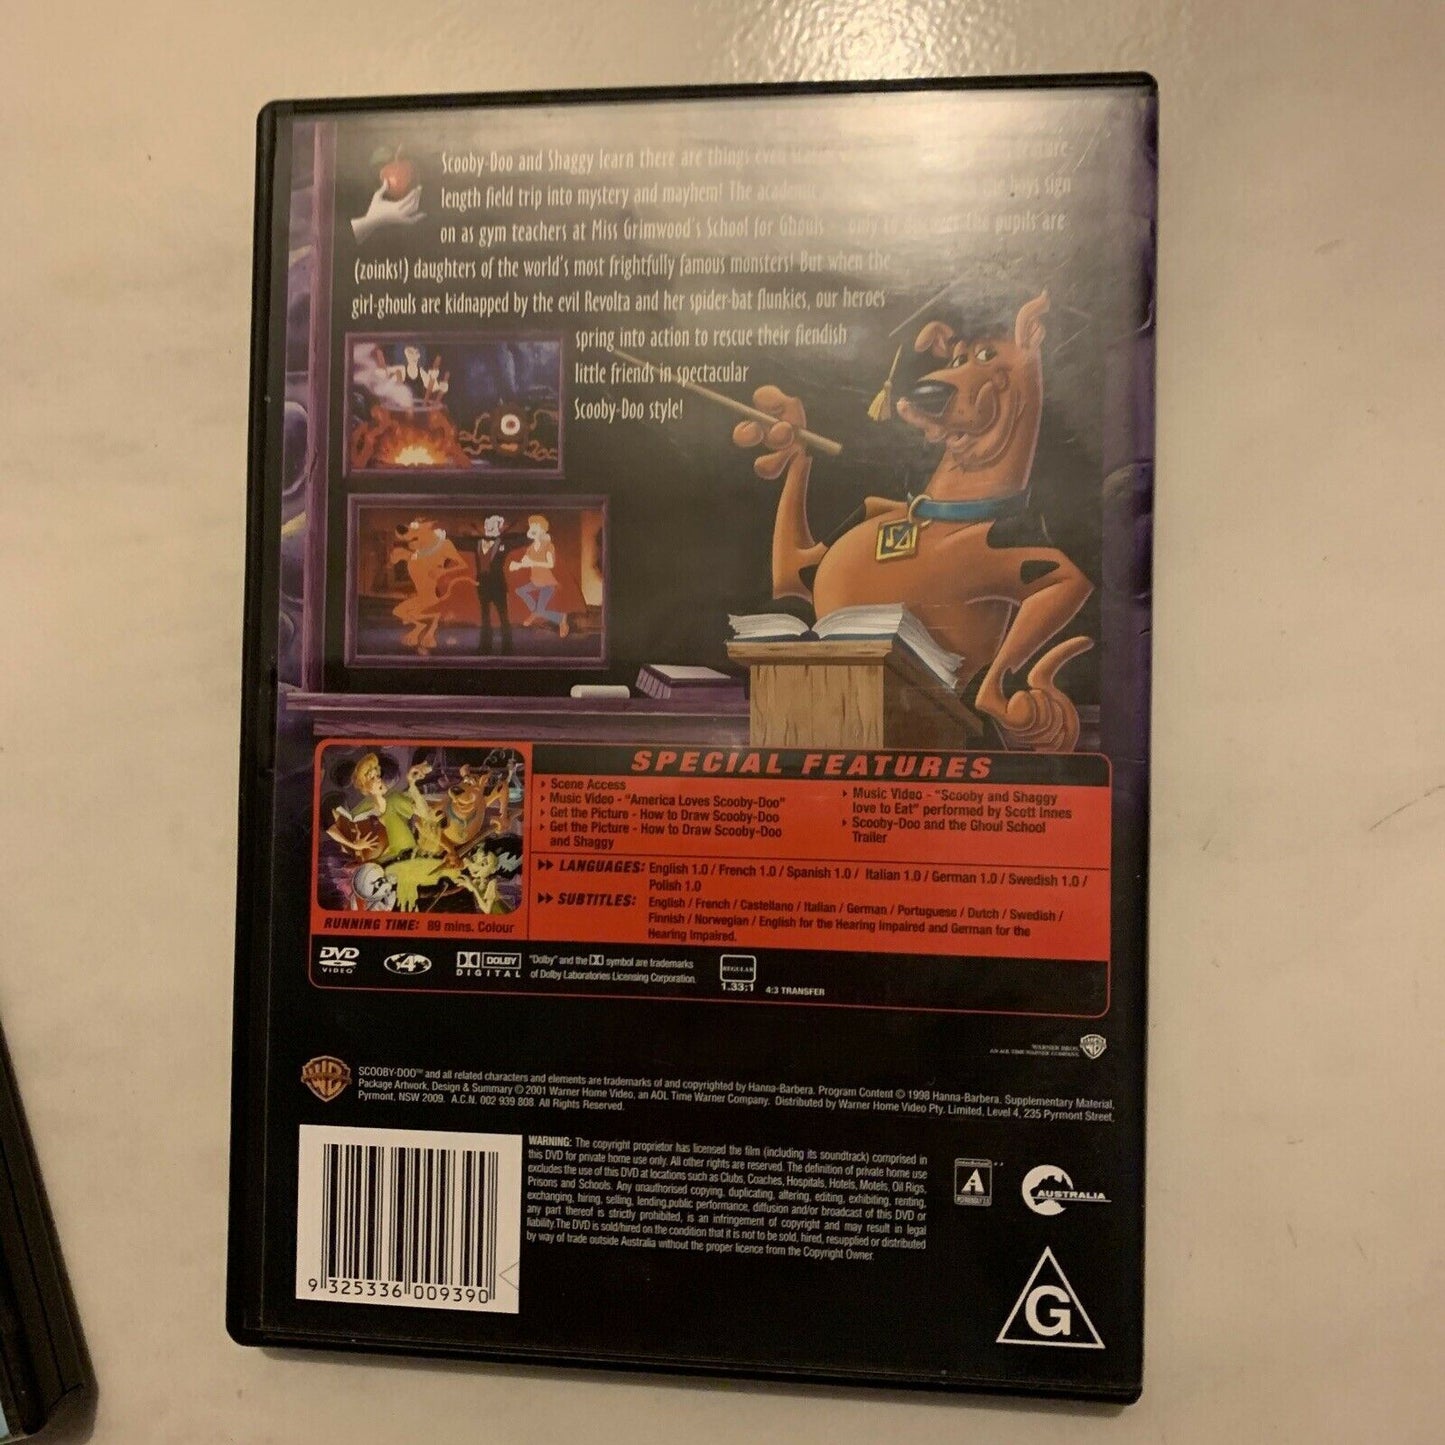 Scooby-Doo and Shaggy learn there are things even
length field trip into mystery and mayhem! The academic the boys sign
on as gym teachers at Miss Grimwood's School for Ghouls – only to discover the pupils are
(zoinks!) daughters of the world's most frightfully famous monsters! But when the
girl-ghouls are kidnapped by the evil Revolta and her spider-bat flunkies, our heroes
spring into action to rescue their fiendish
little friends in spectacular
Scooby-Doo style!
SPECIAL FEATURES
Scene Access
Music Video - "America Loves Scooby-Doo"
Get the Picture - How to Draw Scooby-Doo
Get the Picture - How to Draw Scooby-Doo
and Shaggy
Music Video - "Scooby and Shaggy
love to Eat" performed by Scott Innes
Scooby-Doo and the Ghoul School
Trailer
LANGUAGES: English 1.0 / French 1.0 / Spanish 1.0 / Italian 1.0 / German 1.0 / Swedish 1.0 /
Polish 1.0
SUBTITLES: English / French / Castellano / Italian / German / Portuguese / Dutch / Swedish /
Finnish / Norwegian / English for the Hearing Impaired and German for the
Hearing Impaired.
RUNNING TIME: 89 mins. Colour
DVD
VIDEO
4
DOLBY
DIGITAL
"Dolby" and the symbol are trademarks
of Dolby Laboratories Licensing Corporation.
REGULAR
1.33:1
4:3 TRANSFER
WARNER BROS.
AN AOL TIME WARNER COMPANY
SCOOBY-DOO™ and all related characters and elements are trademarks of and copyrighted by Hanna-Barbera. Program Content © 1998 Hanna-Barbera. Supplementary Material,
Package Artwork, Design & Summary © 2001 Warner Home Video, an AOL Time Warner Company. Distributed by Warner Home Video Pty. Limited, Level 4, 235 Pyrmont Street,
Pyrmont, NSW 2009. A.C.N. 002 939 808 All Rights Reserved.
WARNING: The copyright proprietor has licensed the film (including its soundtrack) comprised in
this DVD for private home use only. All other rights are reserved. The definition of private home use
excludes the use of this DVD at locations such as Clubs, Coaches, Hospitals, Hotels, Motels, Oil Rigs,
Prisons and Schools. Any unauthorised copying, duplicating, altering, editing, exhibiting, renting,
exchanging, hiring, selling, lending,public performance, diffusion and/or broadcast of this DVD or
any part thereof is strictly prohibited, is an infringement of copyright and may result in legal
liability.The DVD is sold/hired on the condition that it is not to be sold, hired, resupplied or distributed
by way of trade outside Australia without the proper licence from the Copyright Owner.
A
AUSTRALIA
9 325336 009390
G